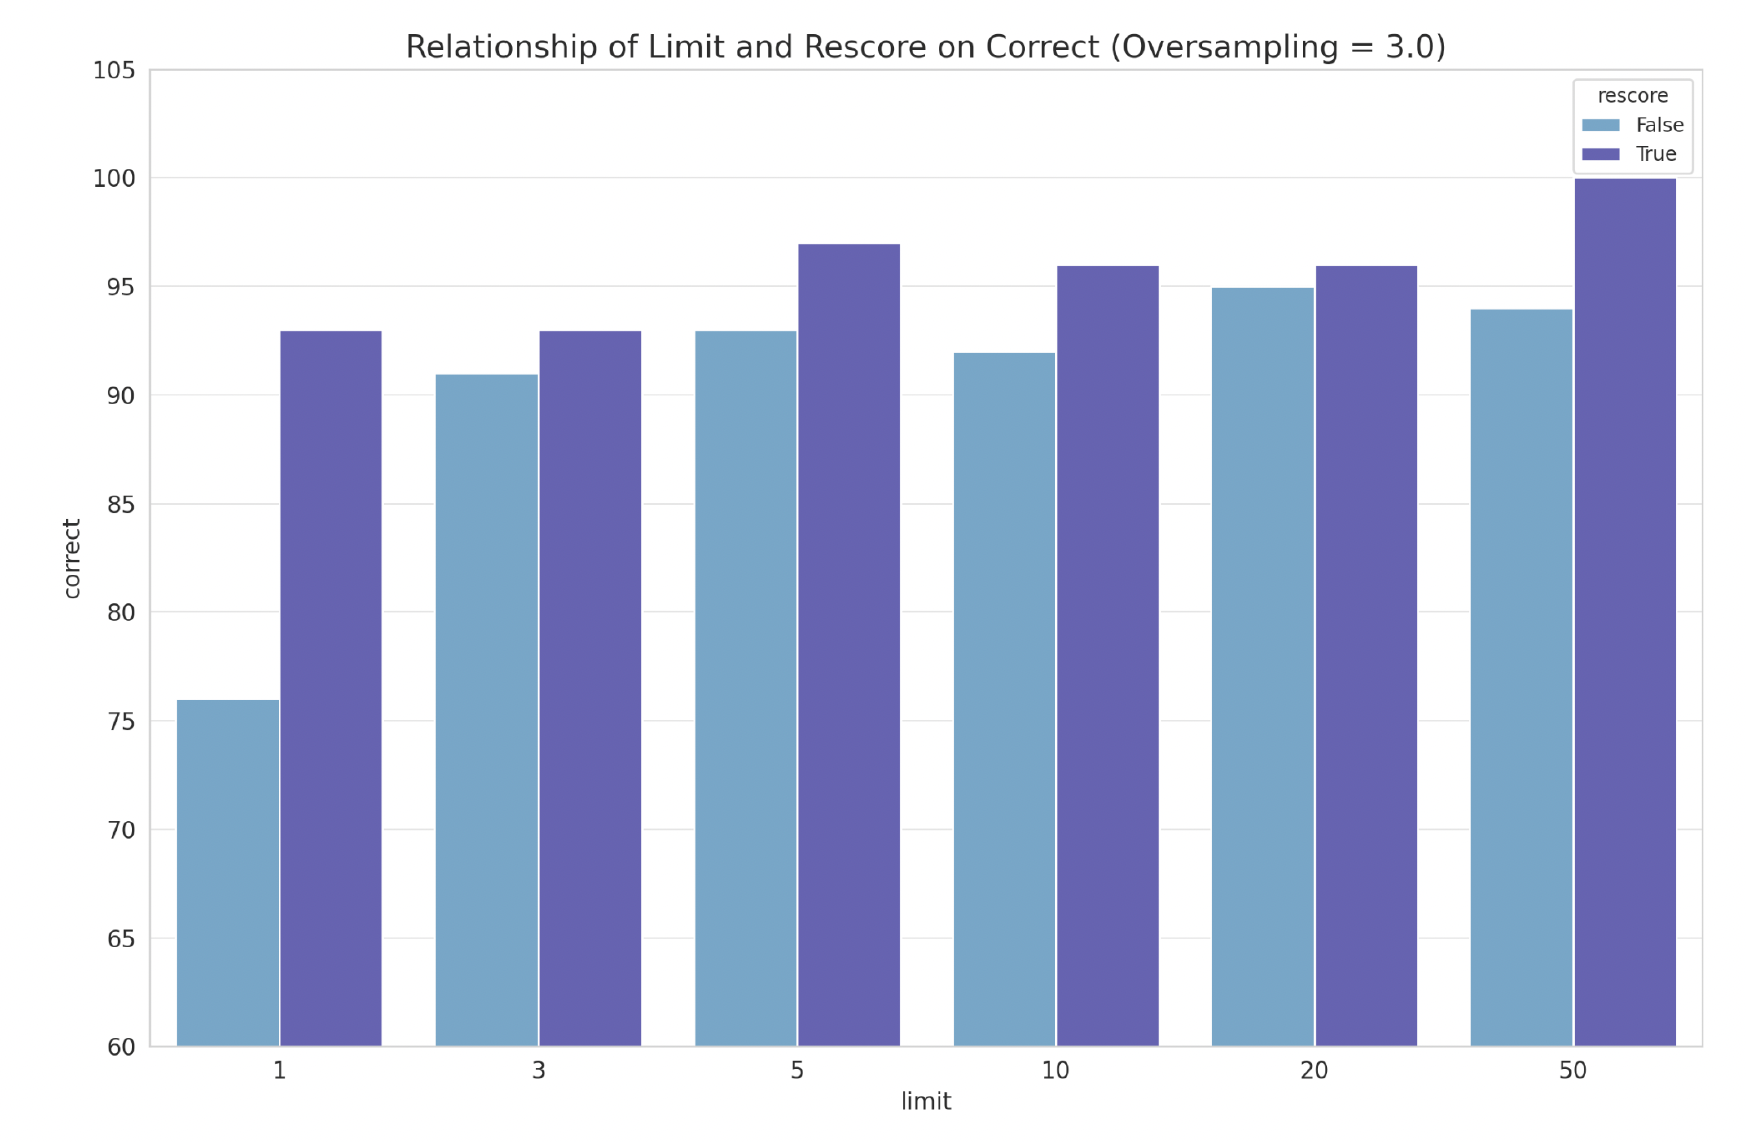 Relationship of Limit and Rescore on Correct (Oversampling = 3.0)
105
100
95
90
85
80
75
70
65
60
correct
rescore
False
True
1 3 5 10 20 50
limit